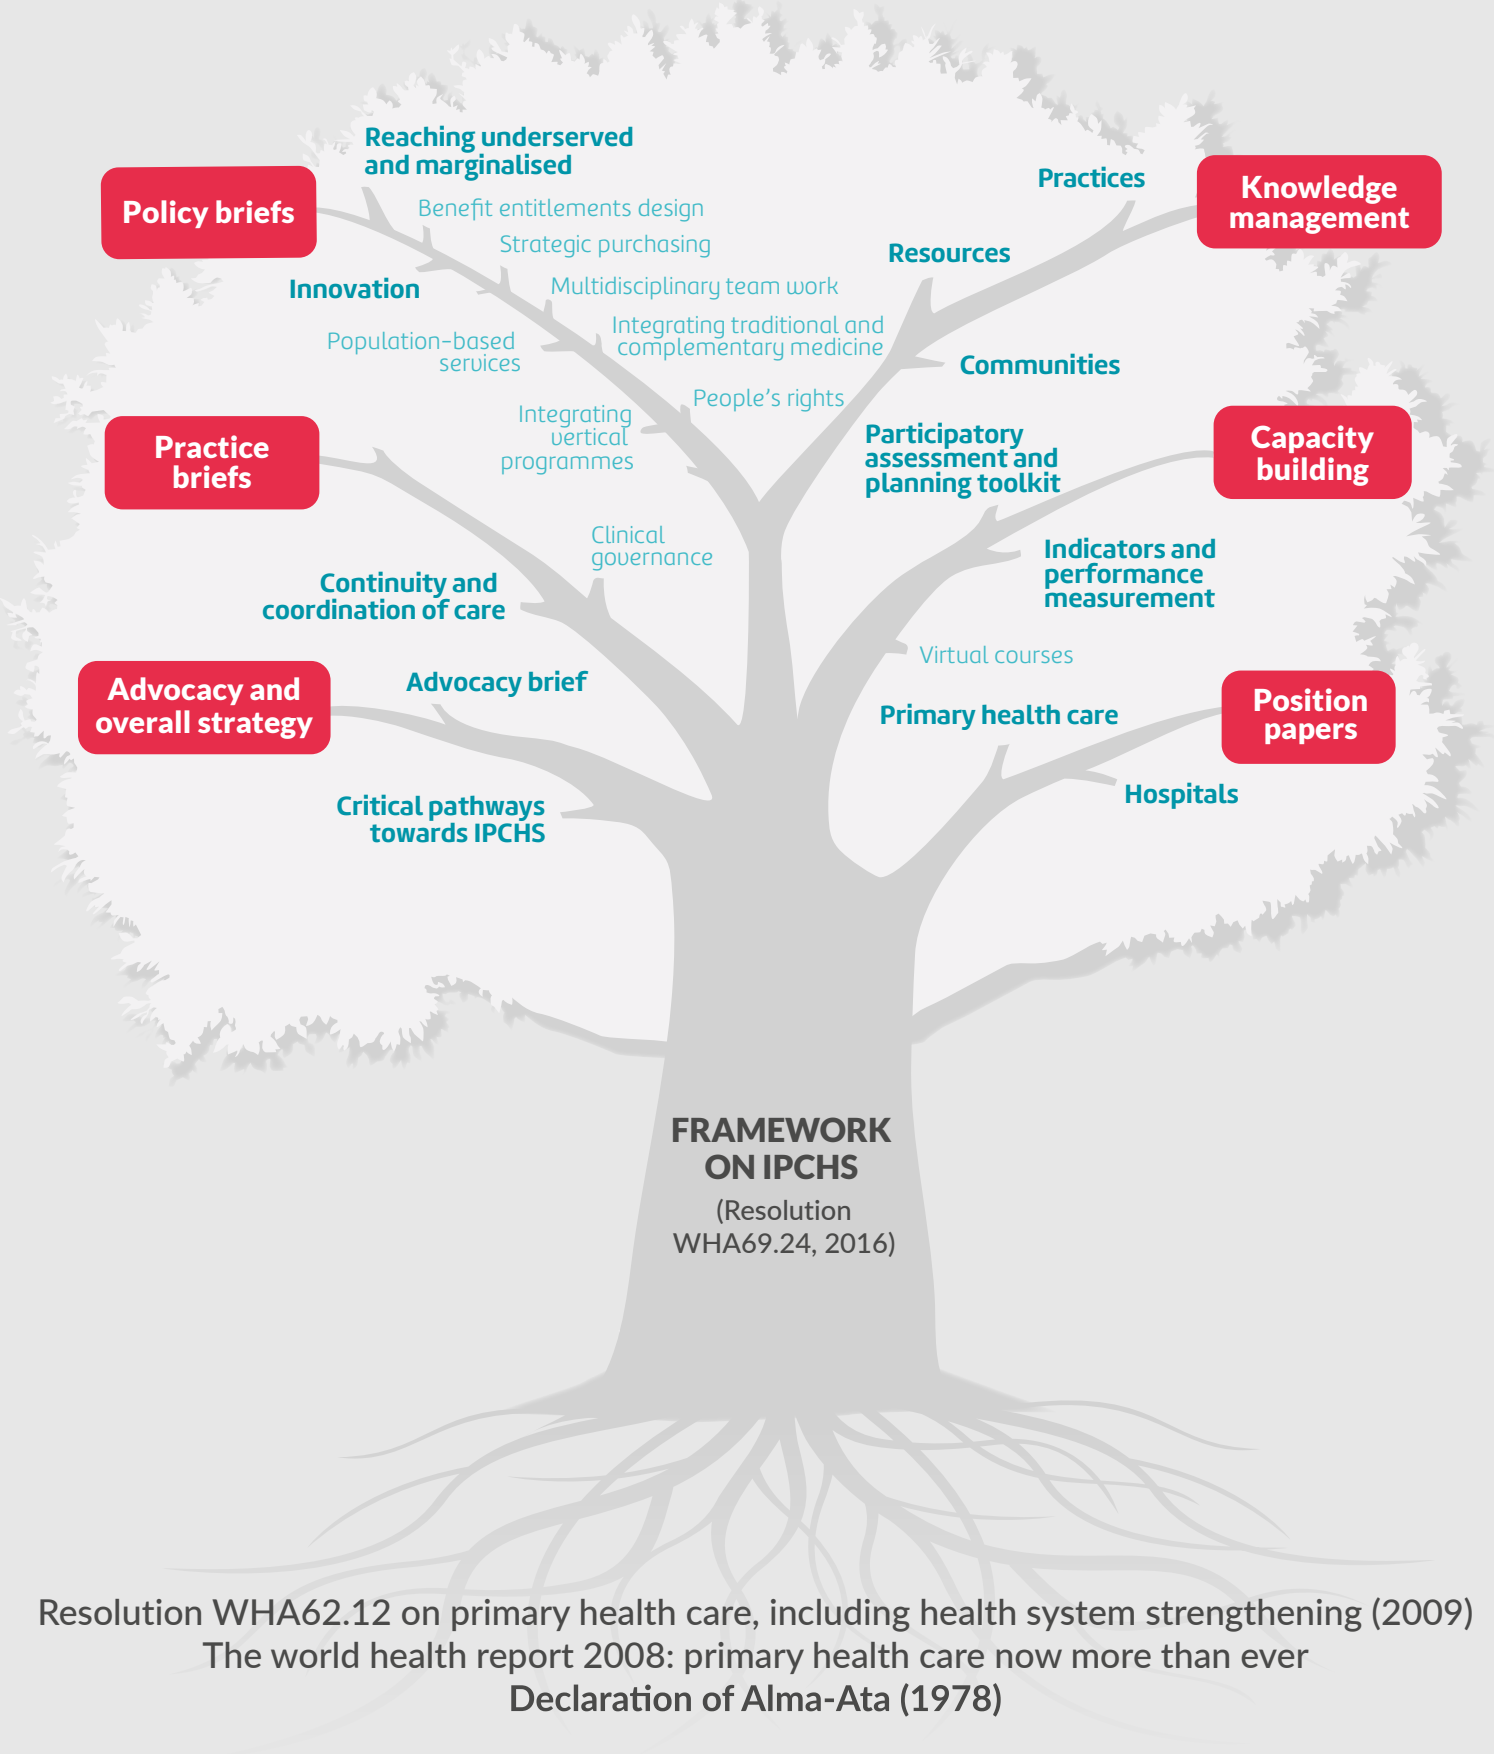 Policy briefs
Reaching underserved
and marginalised
Benefit entitlements design
Strategic purchasing
Innovation
Multidisciplinary team work
Population-based
services
Integrating traditional and
complementary medicine
People's rights
Integrating
vertical
programmes
Practice
briefs
Clinical
governance
Continuity and
coordination of care
Advocacy and
overall strategy
Advocacy brief
Critical pathways
towards IPCHS
Knowledge
management
Practices
Resources
Communities
Capacity
building
Participatory
assessment and
planning toolkit
Indicators and
performance
measurement
Virtual courses
Position
papers
Primary health care
Hospitals
FRAMEWORK
ON IPCHS
(Resolution
WHA69.24, 2016)
Resolution WHA62.12 on primary health care, including health system strengthening (2009)
The world health report 2008: primary health care now more than ever
Declaration of Alma-Ata (1978)